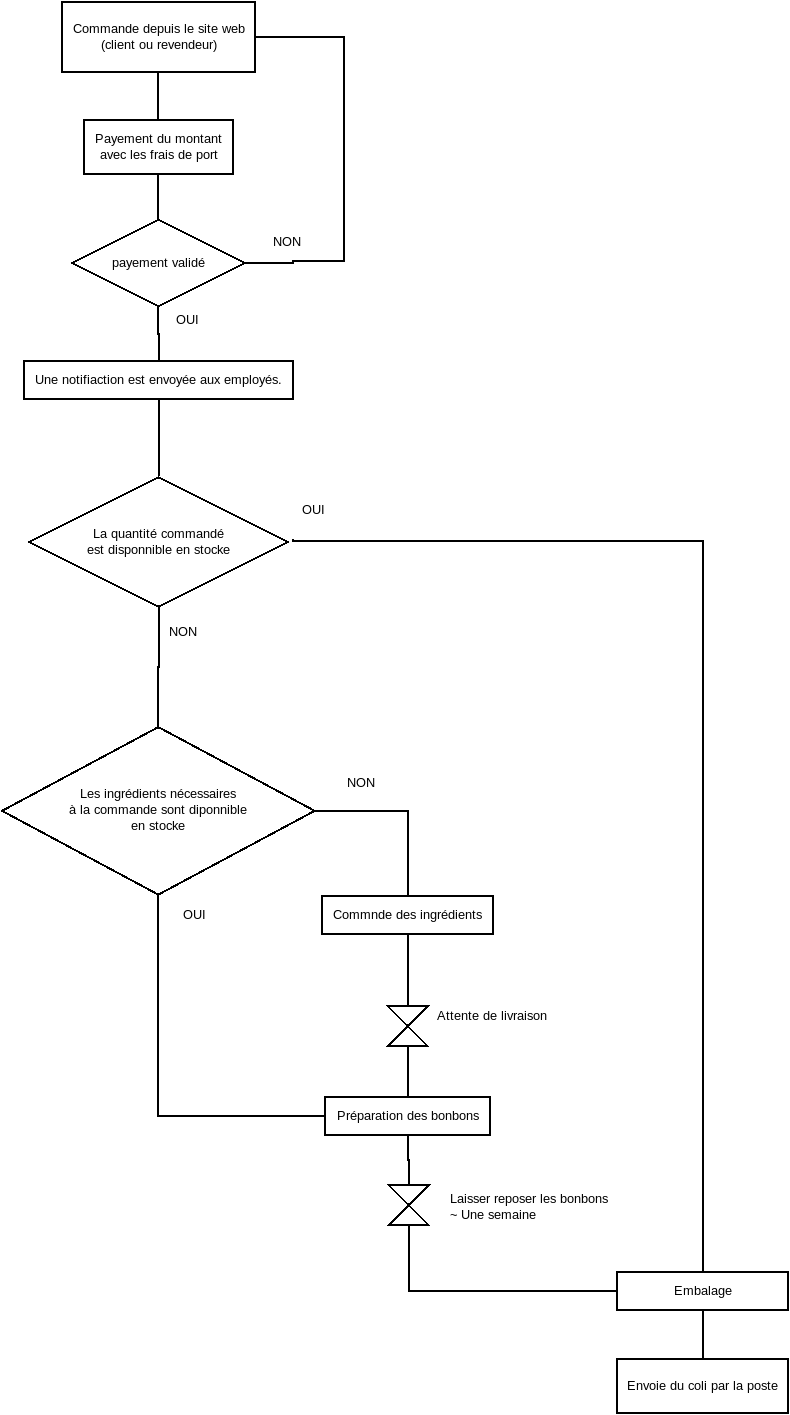 Commande depuis le site web
(client ou revendeur)
Payement du montant
avec les frais de port
NON
payement validé
OUI
Une notifiaction est envoyée aux employés.
OUI
La quantité commandé
est disponnible en stocke
NON
NON
Les ingrédients nécessaires
à la commande sont diponnible
en stocke
OUI
Commnde des ingrédients
Attente de livraison
Préparation des bonbons
Laisser reposer les bonbons
~ Une semaine
Embalage
Envoie du coli par la poste